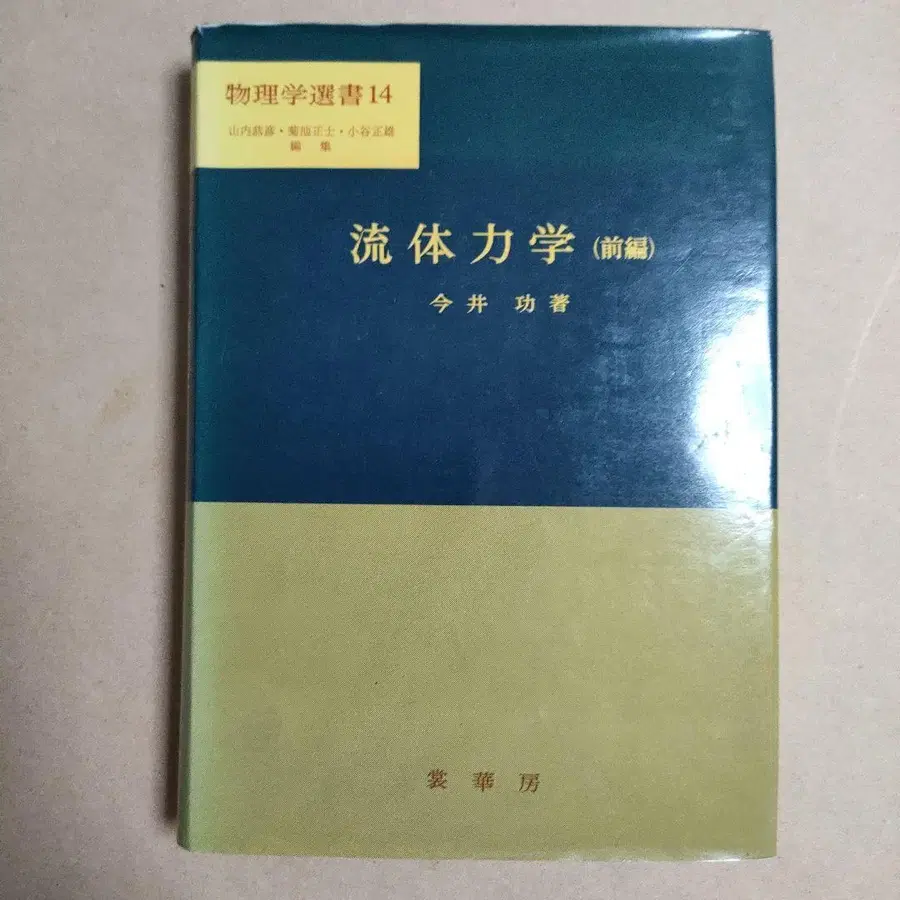 物理学選書14
山内恭彦・菊池正士・小谷正雄
編 集
流体力学(前編)
今井 功著
裳華房